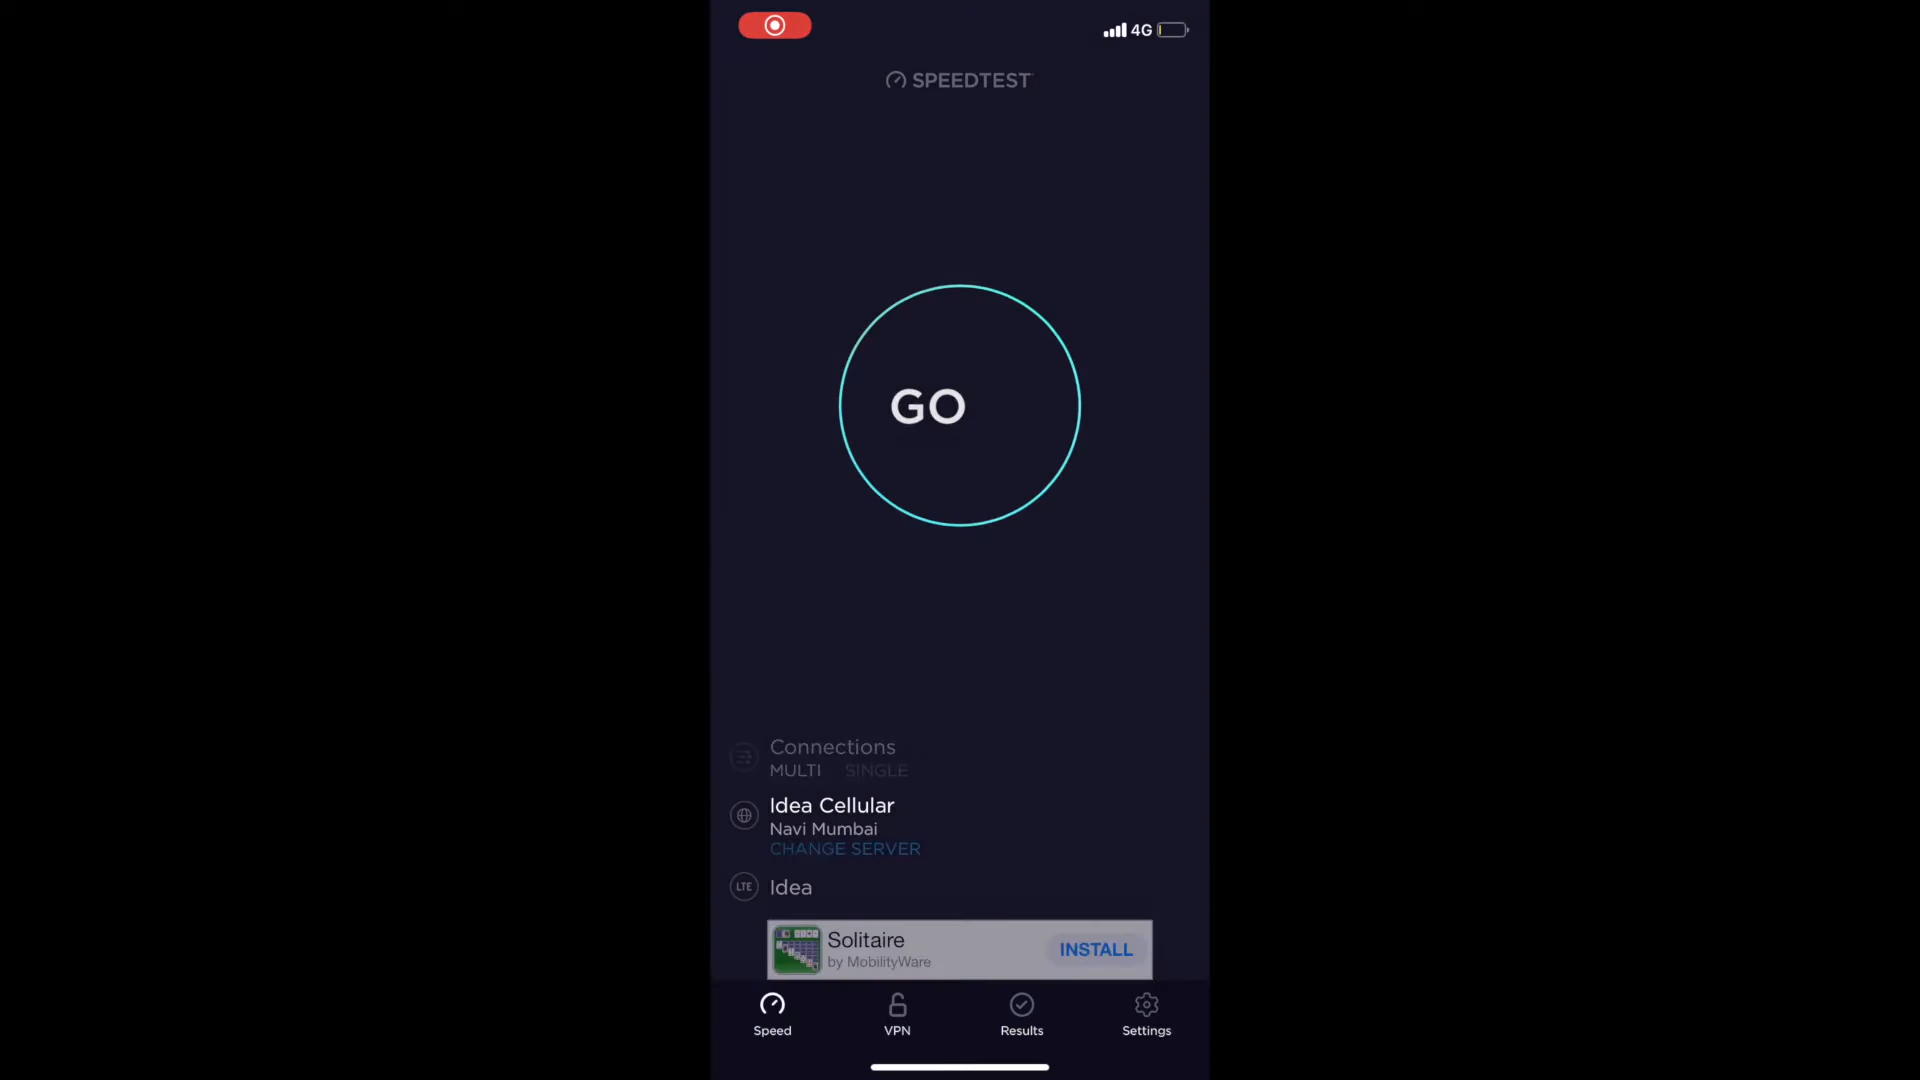 4G
SPEEDTEST
GO
Connections
MULTI SINGLE
Idea Cellular
Navi Mumbai
CHANGE SERVER
LTE Idea
Solitaire
by MobilityWare
INSTALL
Speed VPN Results Settings